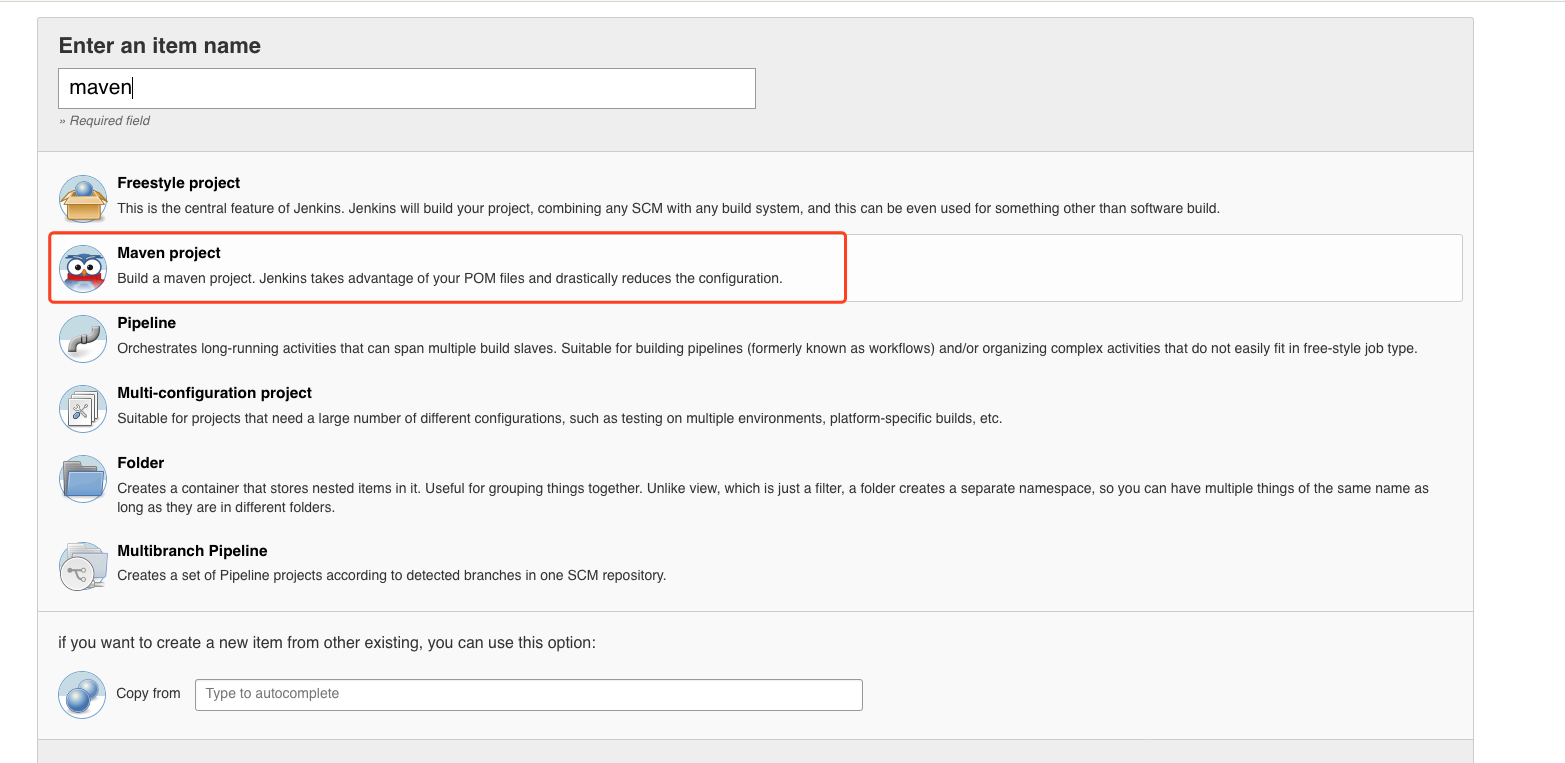 Enter an item name
maven
» Required field
Freestyle project
This is the central feature of Jenkins. Jenkins will build your project, combining any SCM with any build system, and this can be even used for something other than software build.
Maven project
Build a maven project. Jenkins takes advantage of your POM files and drastically reduces the configuration.
Pipeline
Orchestrates long-running activities that can span multiple build slaves. Suitable for building pipelines (formerly known as workflows) and/or organizing complex activities that do not easily fit in free-style job type.
Multi-configuration project
Suitable for projects that need a large number of different configurations, such as testing on multiple environments, platform-specific builds, etc.
Folder
Creates a container that stores nested items in it. Useful for grouping things together. Unlike view, which is just a filter, a folder creates a separate namespace, so you can have multiple things of the same name as
long as they are in different folders.
Multibranch Pipeline
Creates a set of Pipeline projects according to detected branches in one SCM repository.
if you want to create a new item from other existing, you can use this option:
Copy from
Type to autocomplete